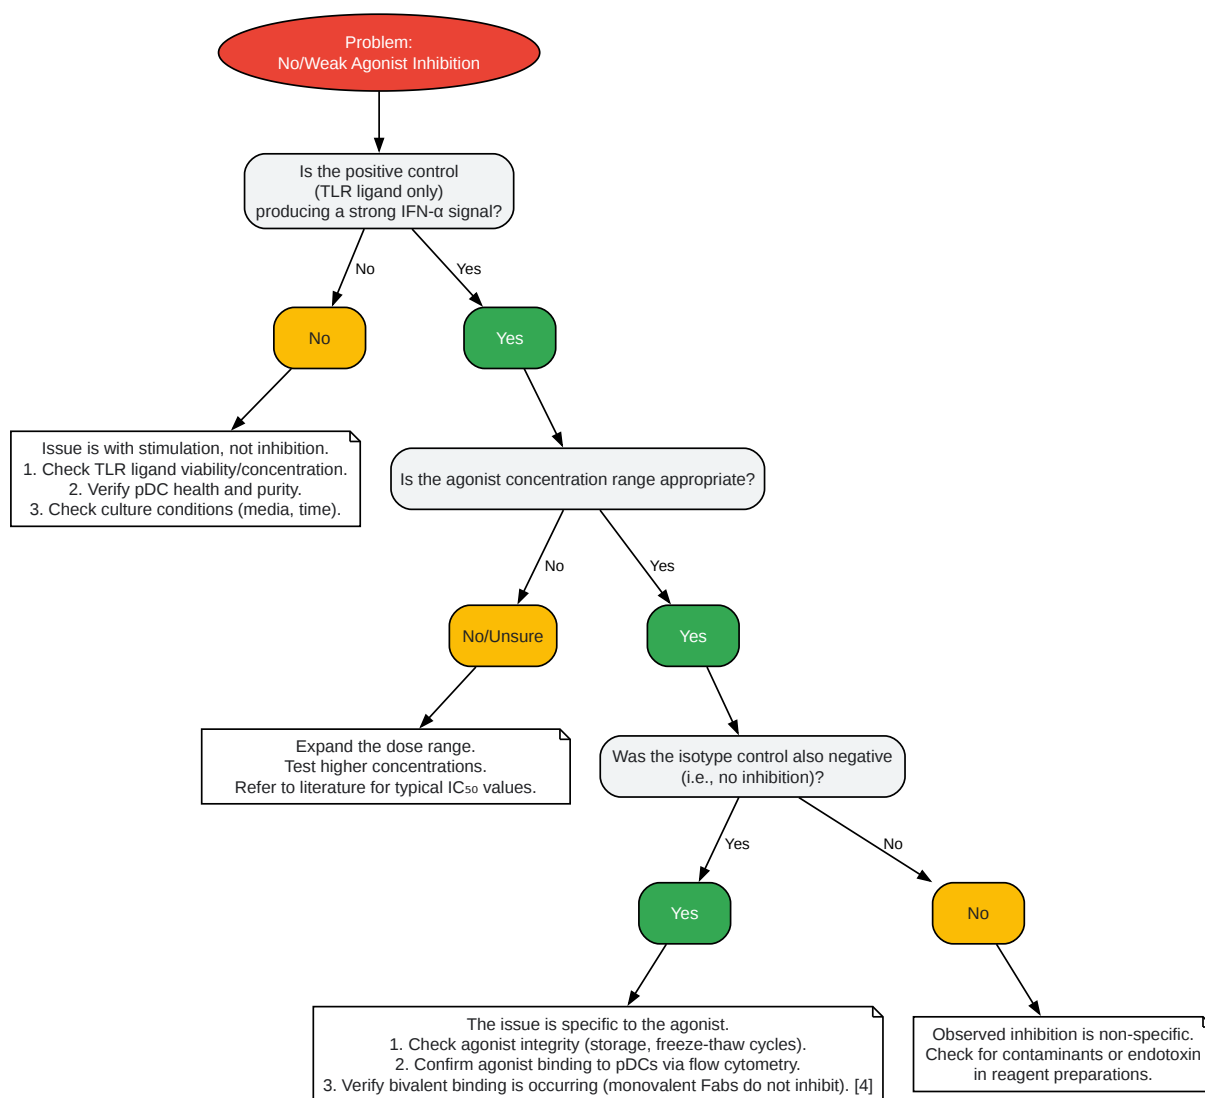 Problem:
No/Weak Agonist Inhibition
Is the positive control
(TLR ligand only)
producing a strong IFN-α signal?
No
Yes
No
Yes
Issue is with stimulation, not inhibition.
1. Check TLR ligand viability/concentration.
2. Verify pDC health and purity.
3. Check culture conditions (media, time).
Is the agonist concentration range appropriate?
No
Yes
No/Unsure
Yes
Expand the dose range.
Test higher concentrations.
Refer to literature for typical IC₅₀ values.
Was the isotype control also negative
(i.e., no inhibition)?
Yes
No
Yes
No
The issue is specific to the agonist.
1. Check agonist integrity (storage, freeze-thaw cycles).
2. Confirm agonist binding to pDCs via flow cytometry.
3. Verify bivalent binding is occurring (monovalent Fabs do not inhibit). [4]
Observed inhibition is non-specific.
Check for contaminants or endotoxin
in reagent preparations.